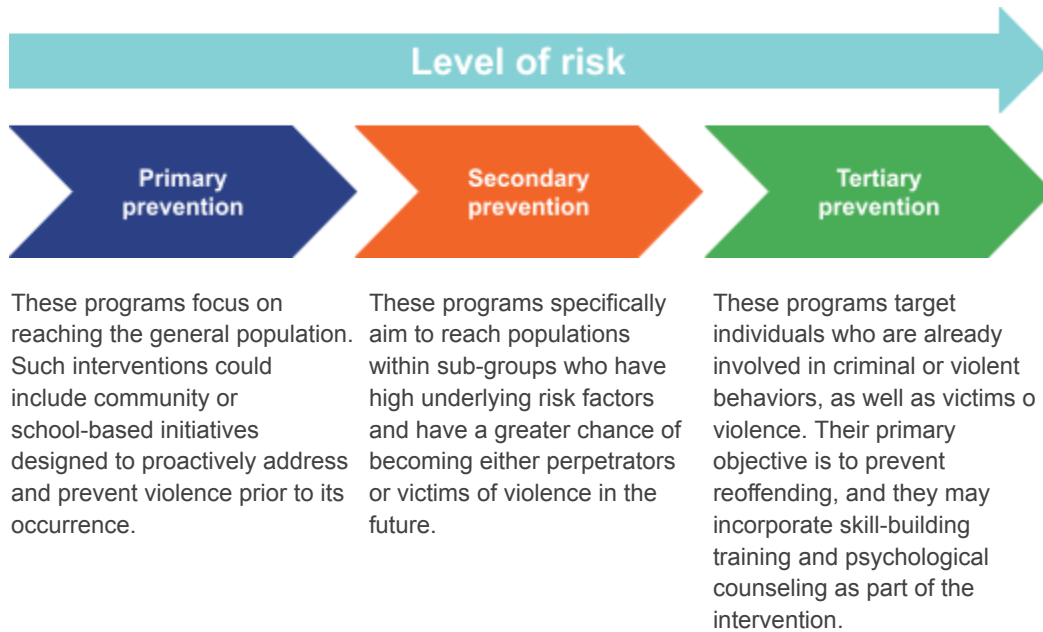 Level of risk
Primary
prevention
Secondary
prevention
Tertiary
prevention
These programs focus on
reaching the general population.
Such interventions could
include community or
school-based initiatives
designed to proactively address
and prevent violence prior to its
occurrence.
These programs specifically
aim to reach populations
within sub-groups who have
high underlying risk factors
and have a greater chance of
becoming either perpetrators
or victims of violence in the
future.
These programs target
individuals who are already
involved in criminal or violent
behaviors, as well as victims o
violence. Their primary
objective is to prevent
reoffending, and they may
incorporate skill-building
training and psychological
counseling as part of the
intervention.